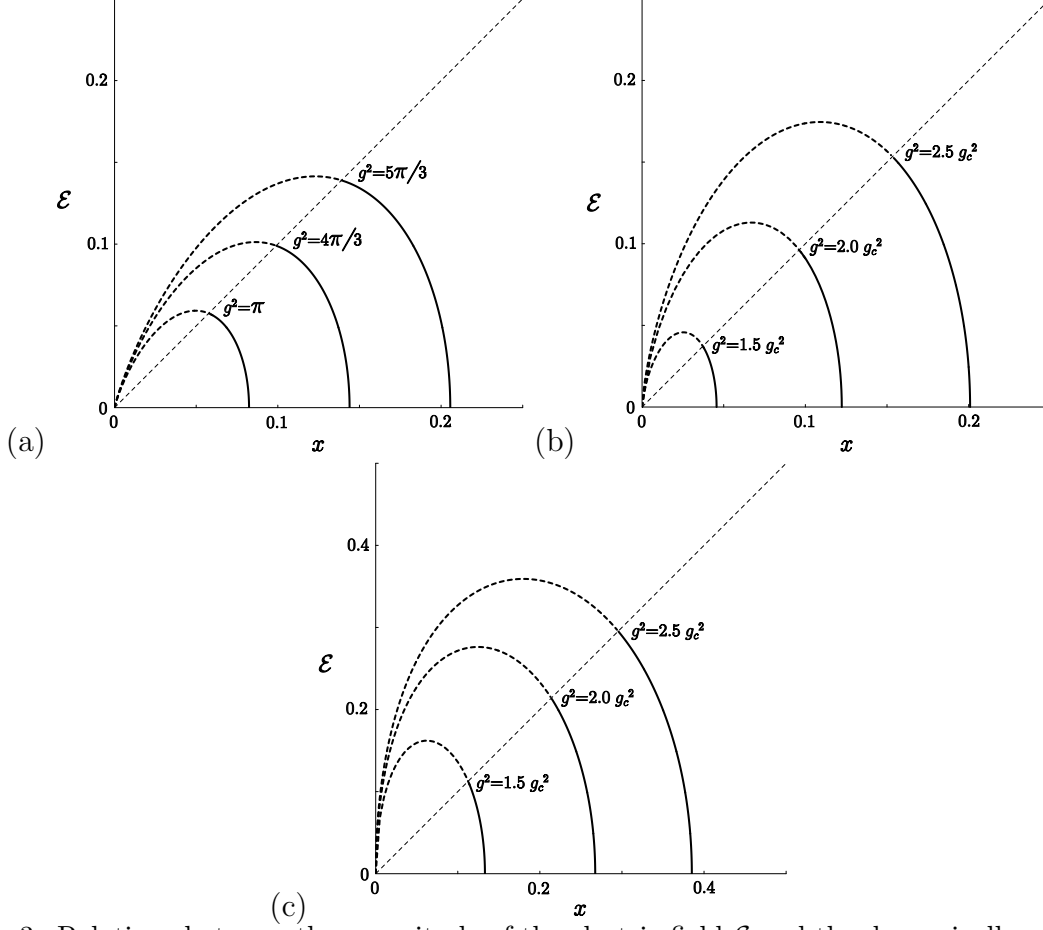 0.2
0.1
0
ℰ
g²=5π/3
g²=4π/3
g²=π
0
0.1
0.2
x
(a)
0.2
0.1
0
ℰ
g²=2.5 g_c²
g²=2.0 g_c²
g²=1.5 g_c²
0
0.1
0.2
x
(b)
0.4
0.2
0
ℰ
g²=2.5 g_c²
g²=2.0 g_c²
g²=1.5 g_c²
0
0.2
0.4
x
(c)